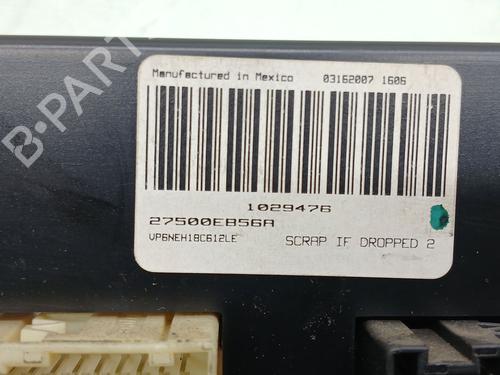 B-PARTS
Manufactured in Mexico 03162007 1606
1029476
27500EB56A
VP6NEH18C612LE SCRAP IF DROPPED 2